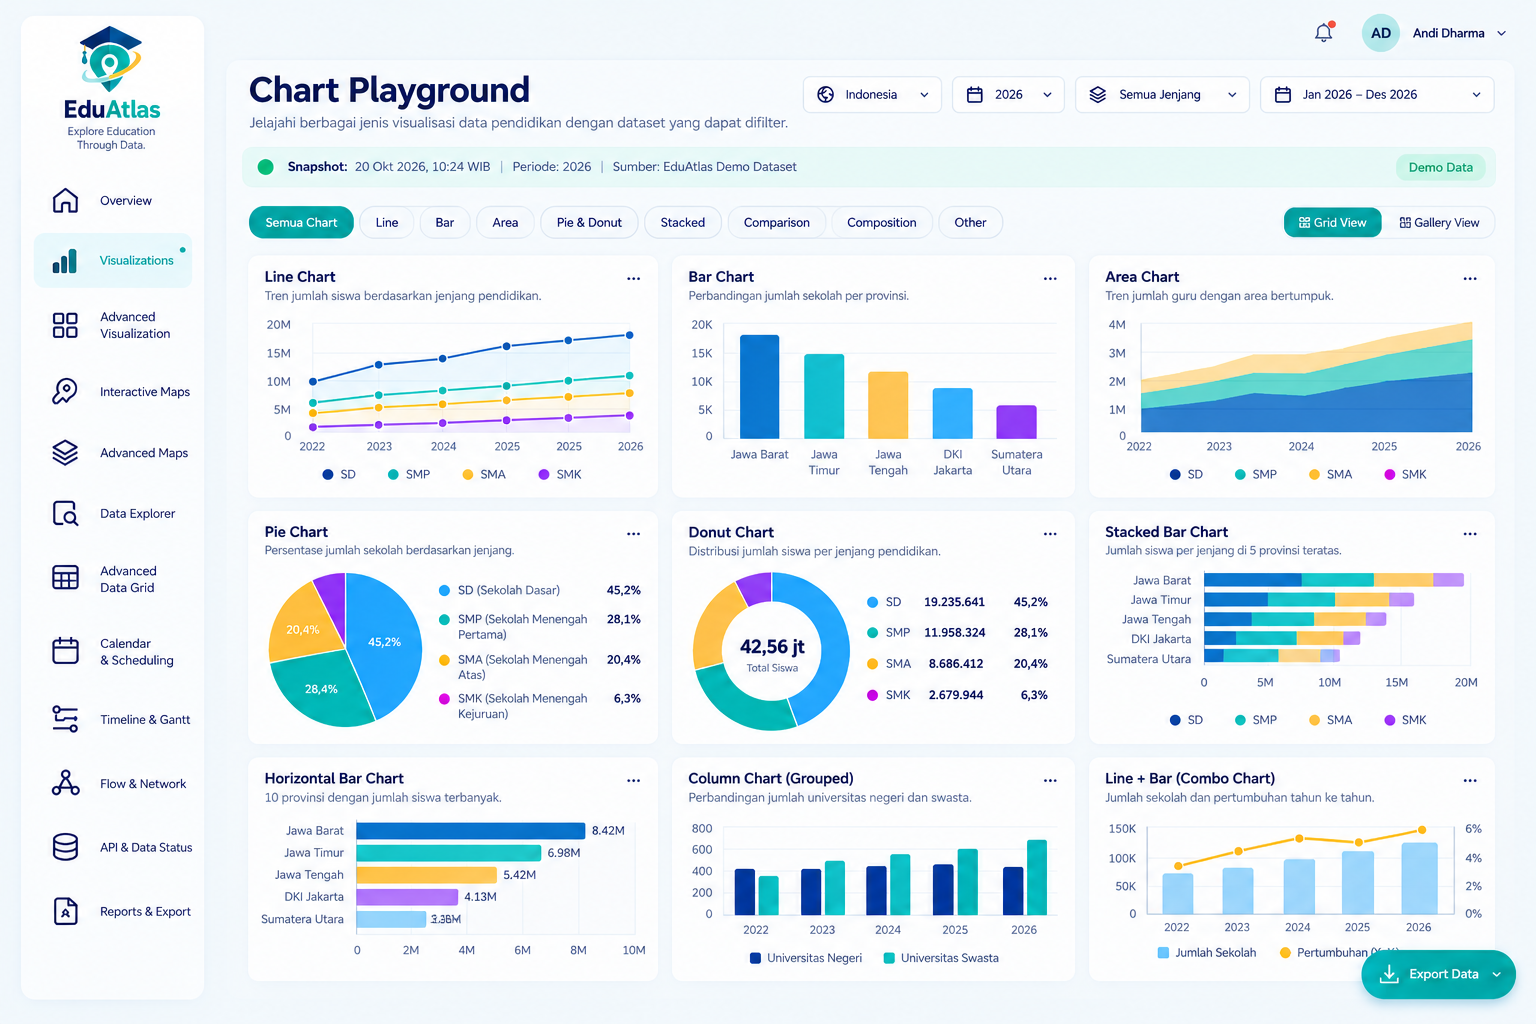 EduAtlas
Explore Education
Through Data.
Overview
Visualizations
Advanced
Visualization
Interactive Maps
Advanced Maps
Data Explorer
Advanced
Data Grid
Calendar
& Scheduling
Timeline & Gantt
Flow & Network
API & Data Status
Reports & Export
AD Andi Dharma
Chart Playground
Jelajahi berbagai jenis visualisasi data pendidikan dengan dataset yang dapat difilter.
Indonesia
2026
Semua Jenjang
Jan 2026 – Des 2026
Snapshot: 20 Okt 2026, 10:24 WIB | Periode: 2026 | Sumber: EduAtlas Demo Dataset
Demo Data
Semua Chart
Line
Bar
Area
Pie & Donut
Stacked
Comparison
Composition
Other
Grid View
Gallery View
Line Chart
Tren jumlah siswa berdasarkan jenjang pendidikan.
20M
15M
10M
5M
0
2022 2023 2024 2025 2025 2026
SD SMP SMA SMK
Bar Chart
Perbandingan jumlah sekolah per provinsi.
20K
15K
10K
5K
0
Jawa Barat
Jawa
Timur
Jawa
Tengah
DKI
Jakarta
Sumatera
Utara
Area Chart
Tren jumlah guru dengan area bertumpuk.
4M
3M
2M
1M
0
2022 2023 2024 2025 2026
SD SMP SMA SMK
Pie Chart
Persentase jumlah sekolah berdasarkan jenjang.
45,2%
20,4%
28,4%
SD (Sekolah Dasar) 45,2%
SMP (Sekolah Menengah
Pertama) 28,1%
SMA (Sekolah Menengah
Atas) 20,4%
SMK (Sekolah Menengah
Kejuruan) 6,3%
Donut Chart
Distribusi jumlah siswa per jenjang pendidikan.
42,56 jt
Total Siswa
SD 19.235.641 45,2%
SMP 11.958.324 28,1%
SMA 8.686.412 20,4%
SMK 2.679.944 6,3%
Stacked Bar Chart
Jumlah siswa per jenjang di 5 provinsi teratas.
Jawa Barat
Jawa Timur
Jawa Tengah
DKI Jakarta
Sumatera Utara
0 5M 10M 15M 20M
SD SMP SMA SMK
Horizontal Bar Chart
10 provinsi dengan jumlah siswa terbanyak.
Jawa Barat 8.42M
Jawa Timur 6.98M
Jawa Tengah 5.42M
DKI Jakarta 4.13M
Sumatera Utara
0 2M 4M 6M 8M 10M
Column Chart (Grouped)
Perbandingan jumlah universitas negeri dan swasta.
800
600
400
200
0
2022 2023 2024 2025 2026
Universitas Negeri Universitas Swasta
Line + Bar (Combo Chart)
Jumlah sekolah dan pertumbuhan tahun ke tahun.
150K 6%
100K 4%
50K 2%
0 0%
2022 2023 2024 2025 2026
Jumlah Sekolah Pertumbuhan
Export Data